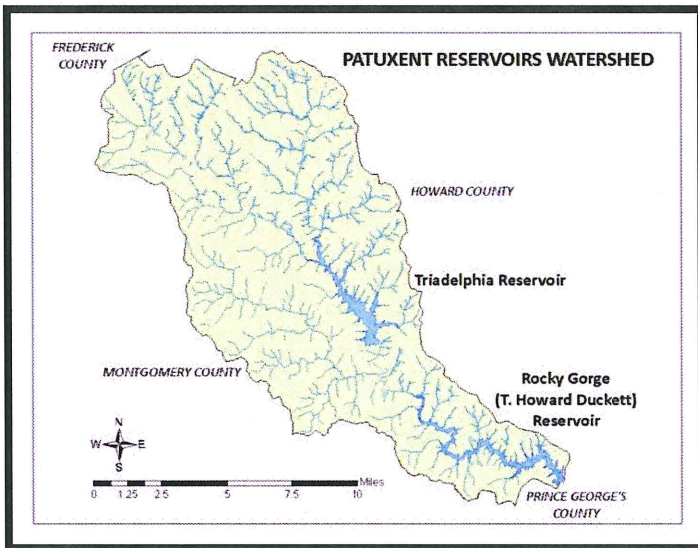 FREDERICK
COUNTY
PATUXENT RESERVOIRS WATERSHED
HOWARD COUNTY
Triadelphia Reservoir
MONTGOMERY COUNTY
Rocky Gorge
(T. Howard Duckett)
Reservoir
N
W E
S
Miles
0 1.25 2.5 5 7.5 10
PRINCE GEORGE'S
COUNTY